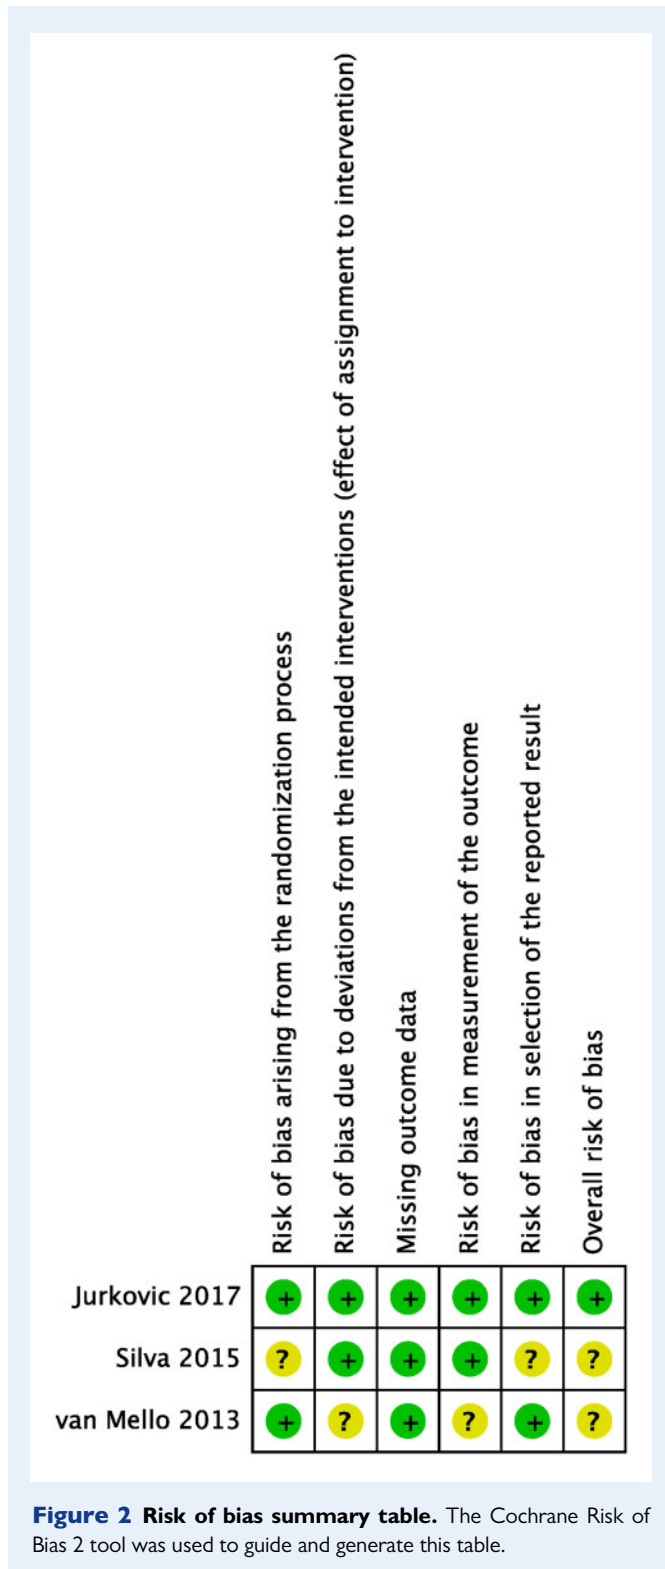 Risk of bias arising from the randomization process
Risk of bias due to deviations from the intended interventions (effect of assignment to intervention)
Missing outcome data
Risk of bias in measurement of the outcome
Risk of bias in selection of the reported result
Overall risk of bias
Jurkovic 2017 + + + + + +
Silva 2015 ? + + + ? ?
van Mello 2013 + ? + ? + ?
Figure 2 Risk of bias summary table. The Cochrane Risk of
Bias 2 tool was used to guide and generate this table.